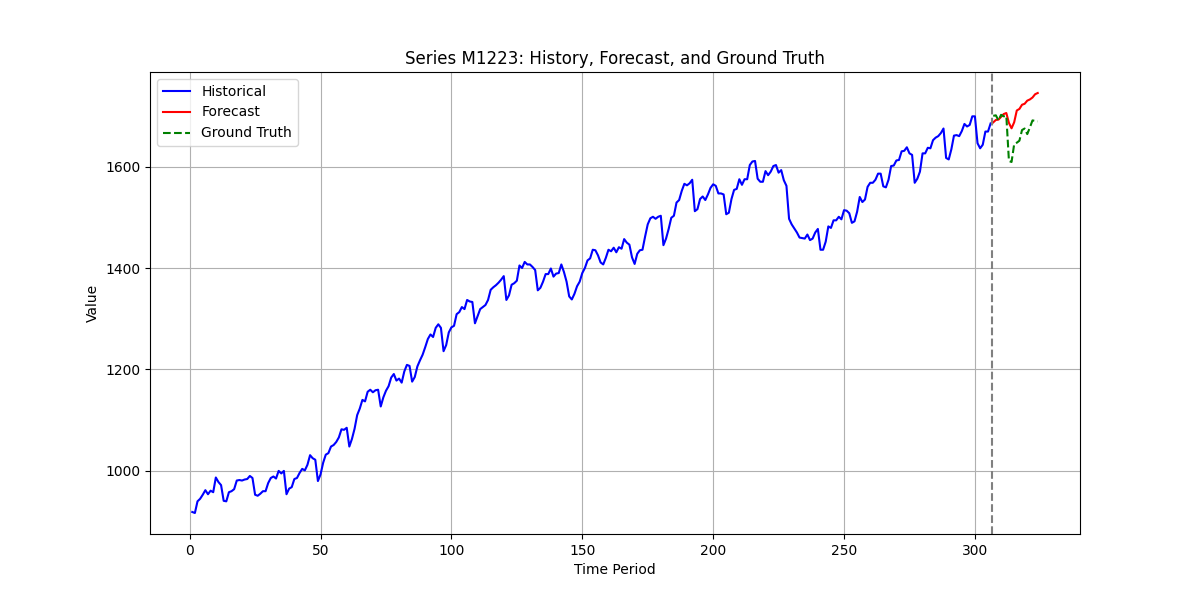 Series M1223: History, Forecast, and Ground Truth
Historical
Forecast
Ground Truth
1600
1400
1200
1000
Value
0 50 100 150 200 250 300
Time Period